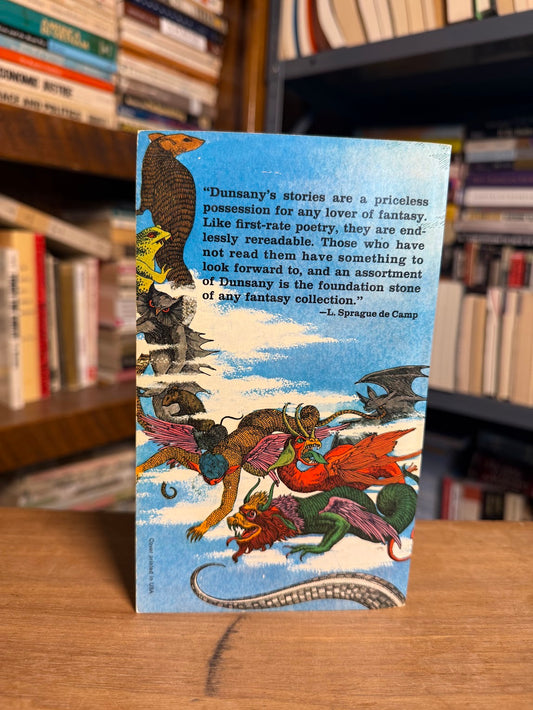 “Dunsany’s stories are a priceless
possession for any lover of fantasy.
Like first-rate poetry, they are end-
lessly rereadable. Those who have
not read them have something to
look forward to, and an assortment
of Dunsany is the foundation stone
of any fantasy collection.”
—L. Sprague de Camp
Cover printed in USA